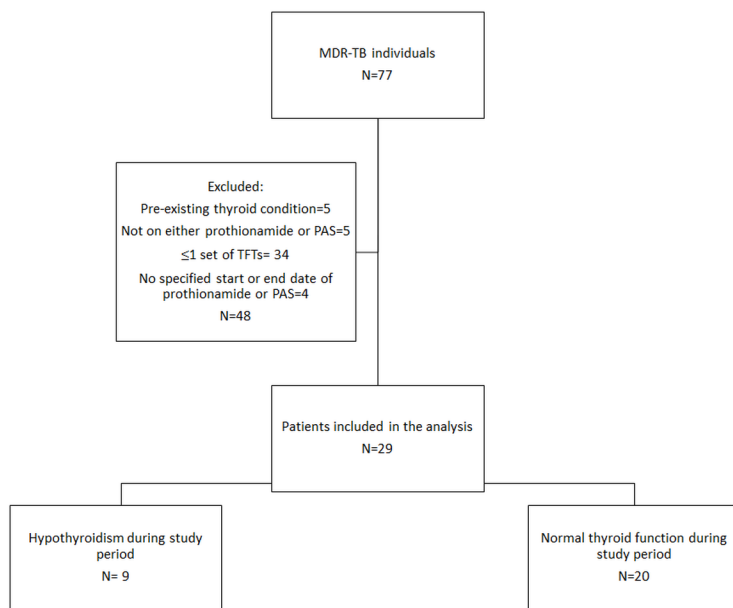 MDR-TB individuals
N=77
Excluded:
Pre-existing thyroid condition=5
Not on either prothionamide or PAS=5
≤1 set of TFTs= 34
No specified start or end date of
prothionamide or PAS=4
N=48
Patients included in the analysis
N=29
Hypothyroidism during study
period
N= 9
Normal thyroid function during
study period
N=20